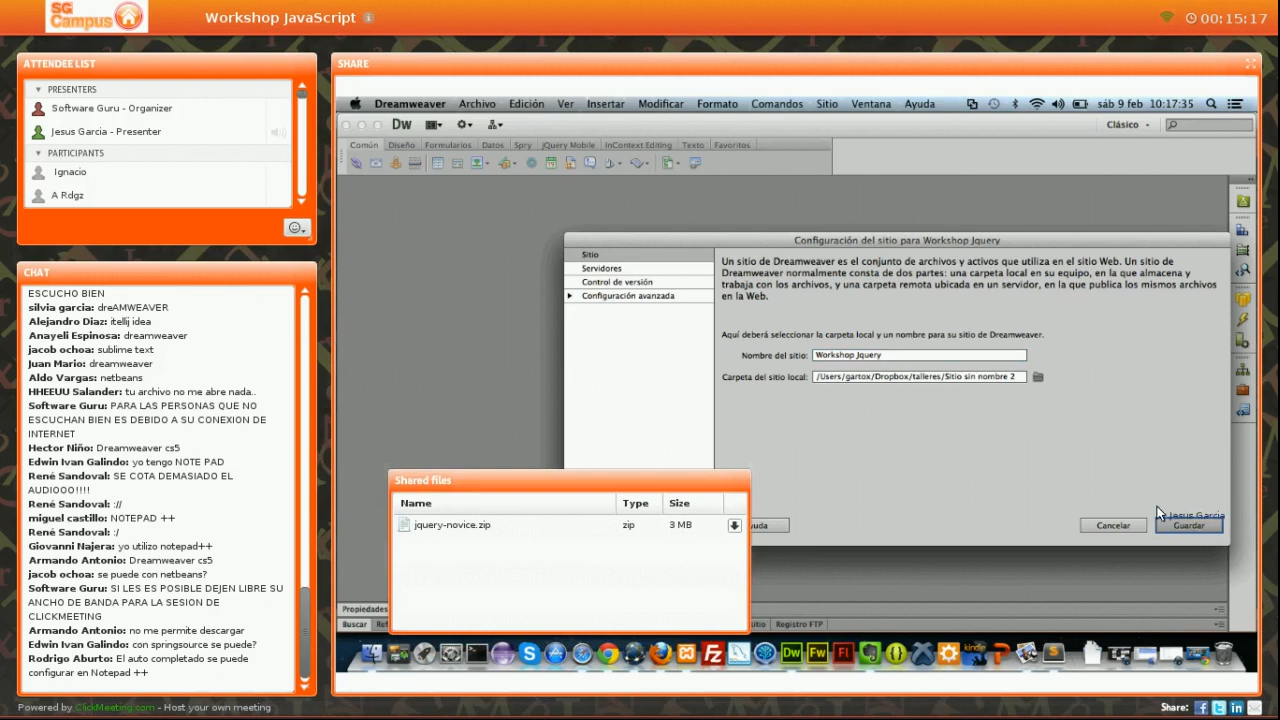 SG Campus
Workshop JavaScript
00:15:17
ATTENDEE LIST
PRESENTERS
Software Guru - Organizer
Jesus Garcia - Presenter
PARTICIPANTS
Ignacio
A Rdgz
CHAT
ESCUCHO BIEN
silvia garcia: dreAMWEAVER
Alejandro Diaz: itellij idea
Anayeli Espinosa: dreamweaver
jacob ochoa: sublime text
Juan Mario: dreamweaver
Aldo Vargas: netbeans
HHEEUU Salander: tu archivo no me abre nada..
Software Guru: PARA LAS PERSONAS QUE NO
ESCUCHAN BIEN ES DEBIDO A SU CONEXION DE
INTERNET
Hector Niño: Dreamweaver cs5
Edwin Ivan Galindo: yo tengo NOTE PAD
René Sandoval: SE COTA DEMASIADO EL
AUDIOOO!!!!
René Sandoval: ://
miguel castillo: NOTEPAD ++
René Sandoval: :/
Giovanni Najera: yo utilizo notepad++
Armando Antonio: Dreamweaver cs5
jacob ochoa: se puede con netbeans?
Software Guru: SI LES ES POSIBLE DEJEN LIBRE SU
ANCHO DE BANDA PARA LA SESION DE
CLICKMEETING
Armando Antonio: no me permite descargar
Edwin Ivan Galindo: con springsource se puede?
Rodrigo Aburto: El auto completado se puede
configurar en Notepad ++
SHARE
Dreamweaver Archivo Edición Ver Insertar Modificar Formato Comandos Sitio Ventana Ayuda sáb 9 feb 10:17:35
Dw Clásico
Común Diseño Formularios Datos Spry jQuery Mobile InContext Editing Texto Favoritos
Configuración del sitio para Workshop Jquery
Sitio
Servidores
Control de versión
Configuración avanzada
Un sitio de Dreamweaver es el conjunto de archivos y activos que utiliza en el sitio Web. Un sitio de
Dreamweaver normalmente consta de dos partes: una carpeta local en su equipo, en la que almacena y
trabaja con los archivos, y una carpeta remota ubicada en un servidor, en la que publica los mismos archivos
en la Web.
Aquí deberá seleccionar la carpeta local y un nombre para su sitio de Dreamweaver.
Nombre del sitio: Workshop Jquery
Carpeta del sitio local: /Users/gartox/Dropbox/talleres/Sitio sin nombre 2
Shared files
Name Type Size
jquery-novice.zip zip 3 MB
uda
Cancelar
Jesus Garcia
Guardar
Propiedades
Buscar Ref itio Registro FTP
Dw Fw Fl kindle
Powered by ClickMeeting.com - Host your own meeting
Share: